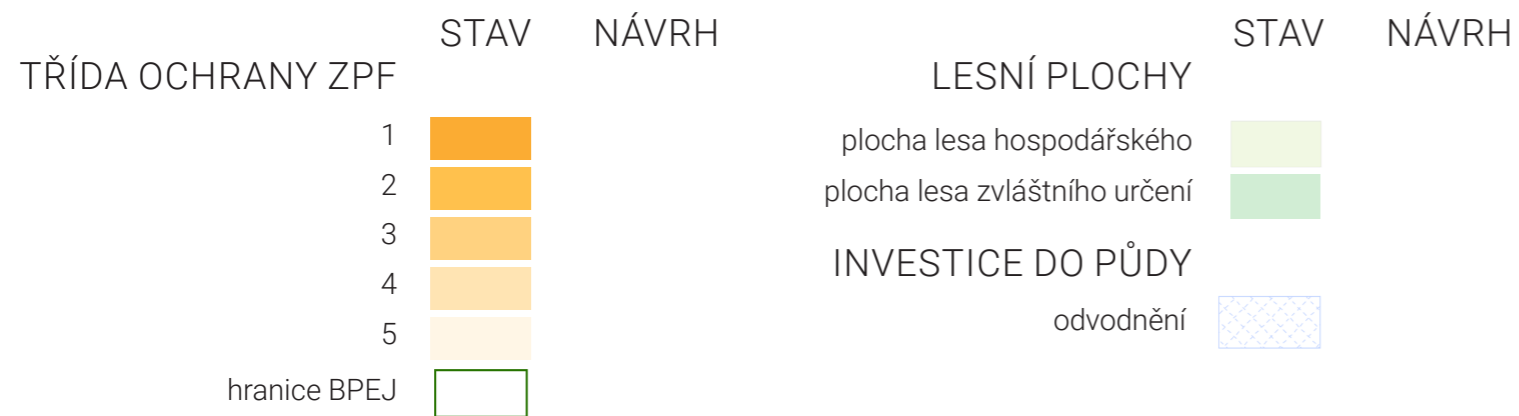 STAV NÁVRH
TŘÍDA OCHRANY ZPF
1
2
3
4
5
hranice BPEJ
STAV NÁVRH
LESNÍ PLOCHY
plocha lesa hospodářského
plocha lesa zvláštního určení
INVESTICE DO PŮDY
odvodnění